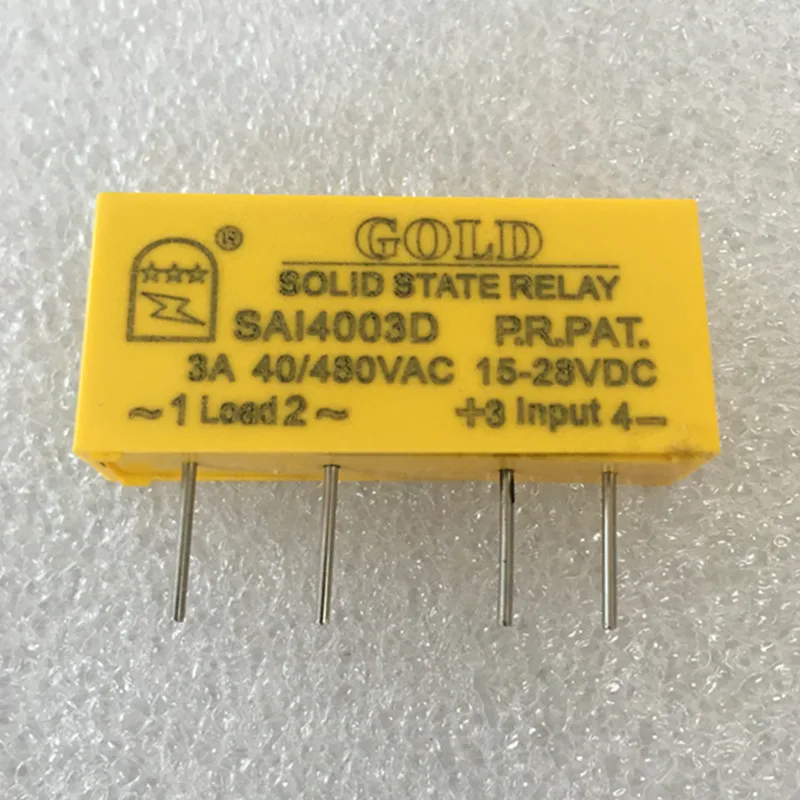 ®
GOLD
SOLID STATE RELAY
SAI4003D P.R.PAT.
3A 40/480VAC 15-28VDC
~1 Load 2~ +3 Input 4-